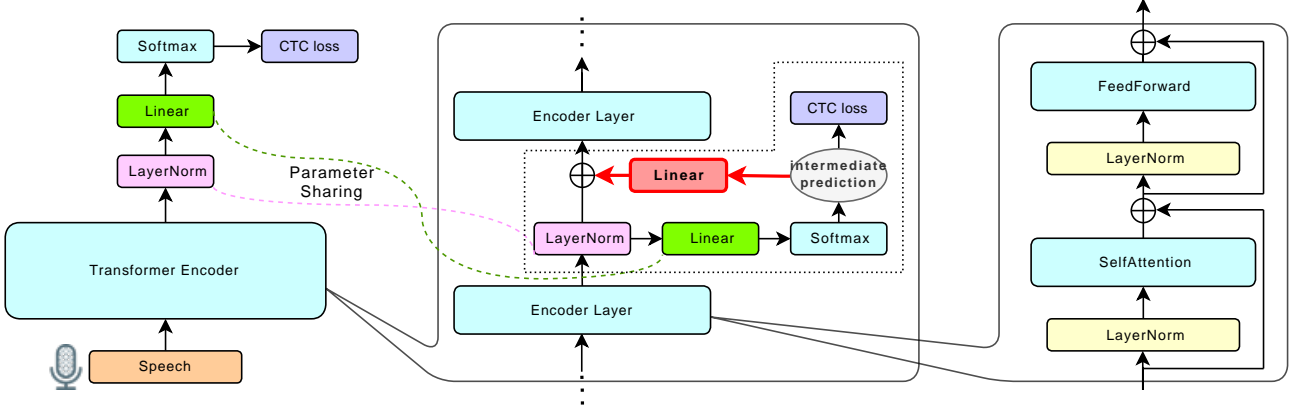 Softmax
CTC loss
Linear
LayerNorm
Transformer Encoder
Speech
Parameter
Sharing
Encoder Layer
CTC loss
intermediate
prediction
Linear
LayerNorm
Linear
Softmax
Encoder Layer
FeedForward
LayerNorm
SelfAttention
LayerNorm